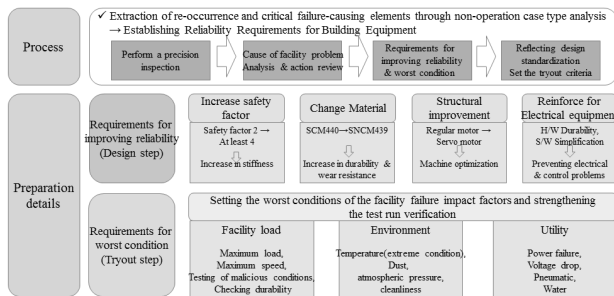 Process
✓ Extraction of re-occurrence and critical failure-causing elements through non-operation case type analysis
→ Establishing Reliability Requirements for Building Equipment
Perform a precision
inspection
Cause of facility problem
Analysis & action review
Requirements for
improving reliability
& worst condition
Reflecting design
standardization
Set the tryout criteria
Preparation
details
Requirements for
improving reliability
(Design step)
Increase safety
factor
Safety factor 2 →
At least 4
Increase in stiffness
Change Material
SCM440→SNCM439
Increase in durability &
wear resistance
Structural
improvement
Regular motor →
Servo motor
Machine optimization
Reinforce for
Electrical equipment
H/W Durability,
S/W Simplification
Preventing electrical
& control problems
Requirements for
worst condition
(Tryout step)
Setting the worst conditions of the facility failure impact factors and strengthening
the test run verification
Facility load
Maximum load,
Maximum speed,
Testing of malicious conditions,
Checking durability
Environment
Temperature(extreme condition),
Dust,
atmospheric pressure,
cleanliness
Utility
Power failure,
Voltage drop,
Pneumatic,
Water